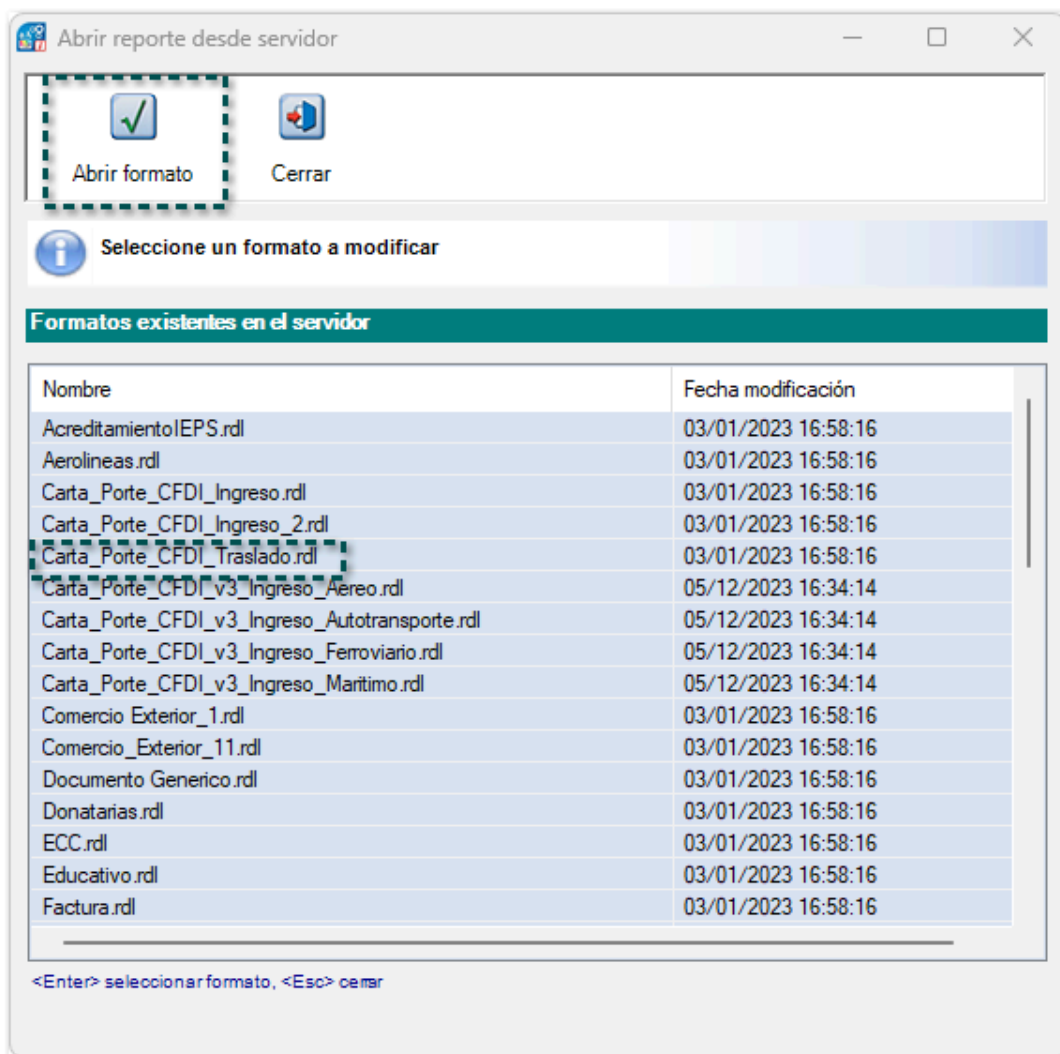 Abrir reporte desde servidor
Abrir formato Cerrar
Seleccione un formato a modificar
Formatos existentes en el servidor
Nombre Fecha modificación
AcreditamientoIEPS.rdl 03/01/2023 16:58:16
Aerolineas.rdl 03/01/2023 16:58:16
Carta_Porte_CFDI_Ingreso.rdl 03/01/2023 16:58:16
Carta_Porte_CFDI_Ingreso_2.rdl 03/01/2023 16:58:16
Carta_Porte_CFDI_Traslado.rdl 03/01/2023 16:58:16
Carta_Porte_CFDI_v3_Ingreso_Aereo.rdl 05/12/2023 16:34:14
Carta_Porte_CFDI_v3_Ingreso_Autotransporte.rdl 05/12/2023 16:34:14
Carta_Porte_CFDI_v3_Ingreso_Ferroviario.rdl 05/12/2023 16:34:14
Carta_Porte_CFDI_v3_Ingreso_Maritimo.rdl 05/12/2023 16:34:14
Comercio Exterior_1.rdl 03/01/2023 16:58:16
Comercio_Exterior_11.rdl 03/01/2023 16:58:16
Documento Generico.rdl 03/01/2023 16:58:16
Donatarias.rdl 03/01/2023 16:58:16
ECC.rdl 03/01/2023 16:58:16
Educativo.rdl 03/01/2023 16:58:16
Factura.rdl 03/01/2023 16:58:16
<Enter> seleccionar formato, <Esc> cerrar